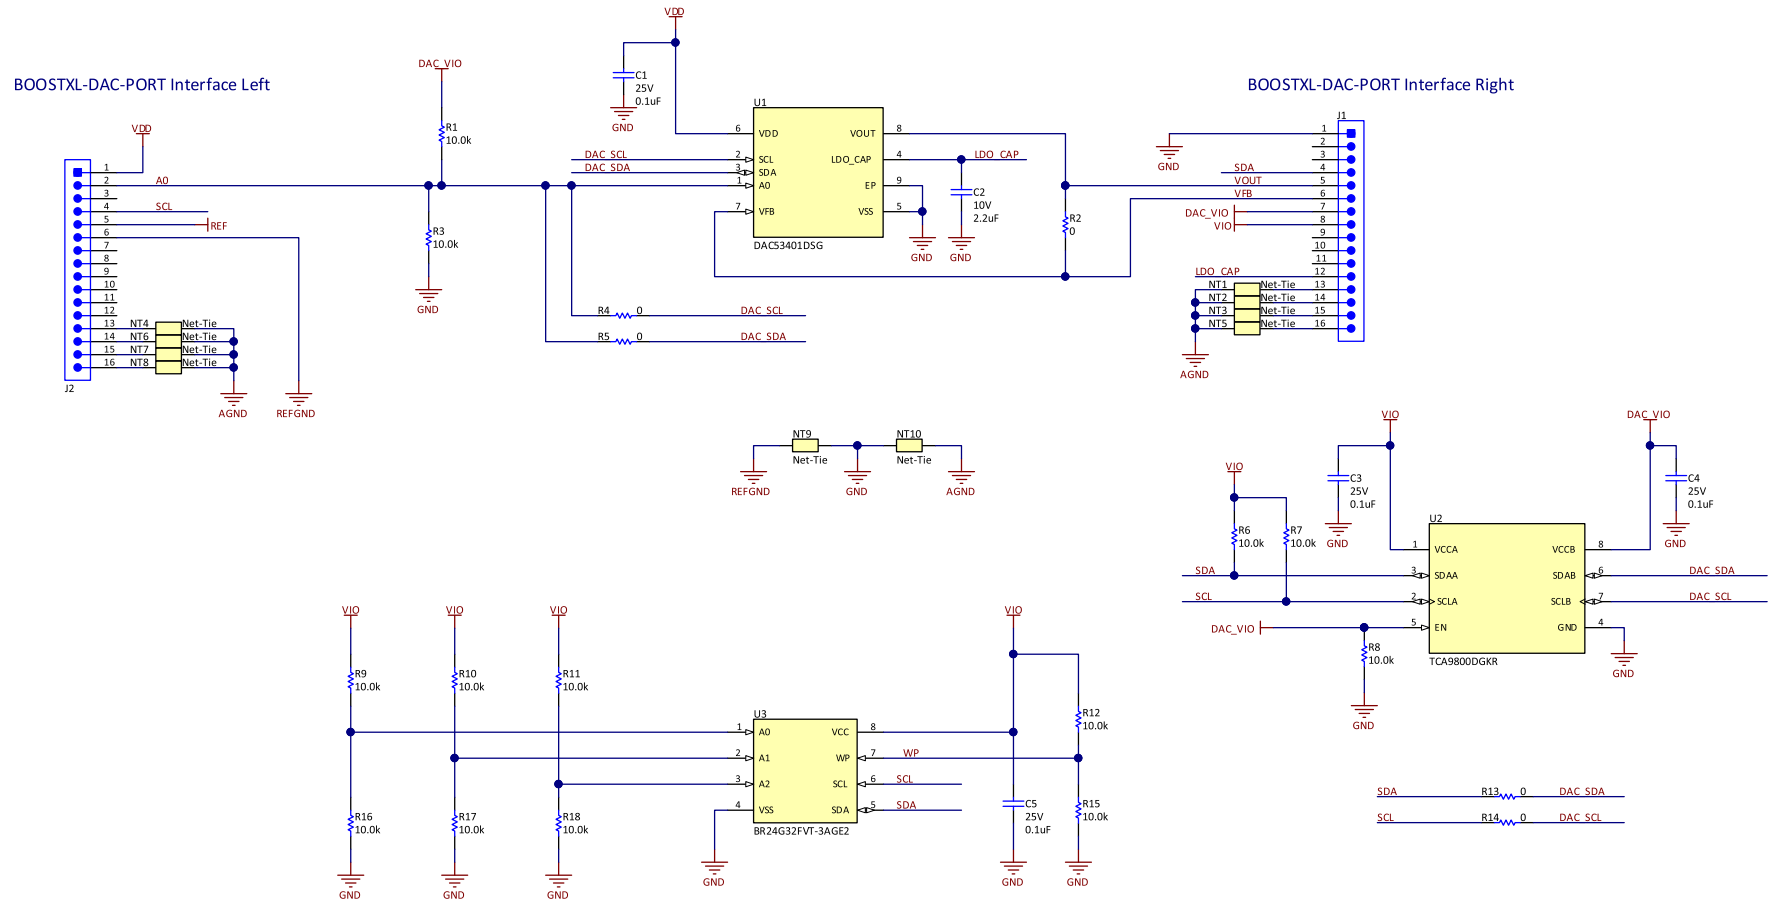 BOOSTXL-DAC-PORT Interface Left
VDD
1
2
3
4
5
6
7
8
9
10
11
12
13
14
15
16
A0
SCL
REF
NT4
Net-Tie
NT6
Net-Tie
NT7
Net-Tie
NT8
Net-Tie
J2
AGND
REFGND
DAC_VIO
R1
10.0k
R3
10.0k
GND
VDD
C1
25V
0.1uF
GND
U1
6
VDD
VOUT
8
DAC_SCL
2
SCL
LDO_CAP
4
LDO_CAP
DAC_SDA
3
SDA
1
A0
EP
9
7
VFB
VSS
5
DAC53401DSG
C2
10V
2.2uF
GND
GND
R2
0
R4
0
DAC_SCL
R5
0
DAC_SDA
BOOSTXL-DAC-PORT Interface Right
J1
1
2
3
4
5
6
7
8
9
10
11
12
13
14
15
16
GND
SDA
VOUT
VFB
DAC_VIO
VIO
LDO_CAP
NT1
Net-Tie
NT2
Net-Tie
NT3
Net-Tie
NT5
Net-Tie
AGND
NT9
Net-Tie
NT10
Net-Tie
REFGND
GND
AGND
VIO
DAC_VIO
VIO
C3
25V
0.1uF
GND
C4
25V
0.1uF
GND
R6
10.0k
R7
10.0k
U2
1
VCCA
VCCB
8
SDA
3
SDAA
SDAB
6
DAC_SDA
SCL
2
SCLA
SCLB
7
DAC_SCL
DAC_VIO
5
EN
GND
4
TCA9800DGKR
R8
10.0k
GND
GND
VIO
VIO
VIO
VIO
R9
10.0k
R10
10.0k
R11
10.0k
R12
10.0k
U3
1
A0
VCC
8
2
A1
WP
7
WP
3
A2
SCL
6
SCL
4
VSS
SDA
5
SDA
BR24G32FVT-3AGE2
R16
10.0k
R17
10.0k
R18
10.0k
C5
25V
0.1uF
R15
10.0k
GND
GND
GND
GND
GND
GND
SDA
R13
0
DAC_SDA
SCL
R14
0
DAC_SCL